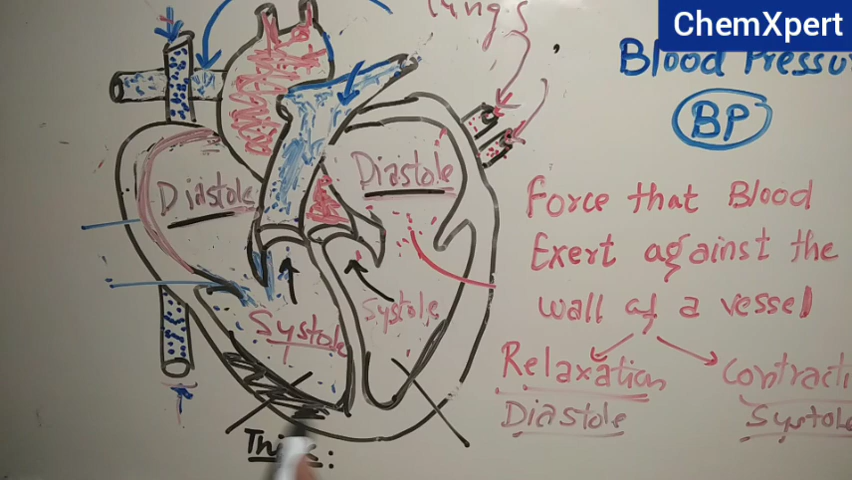 lungs
ChemXpert
Blood Pressu
BP
Diastole
Diastole
Force that Blood
Exert against the
wall of a vessel
Systole
Systole
Relaxation
Contracti
Diastole
Systole